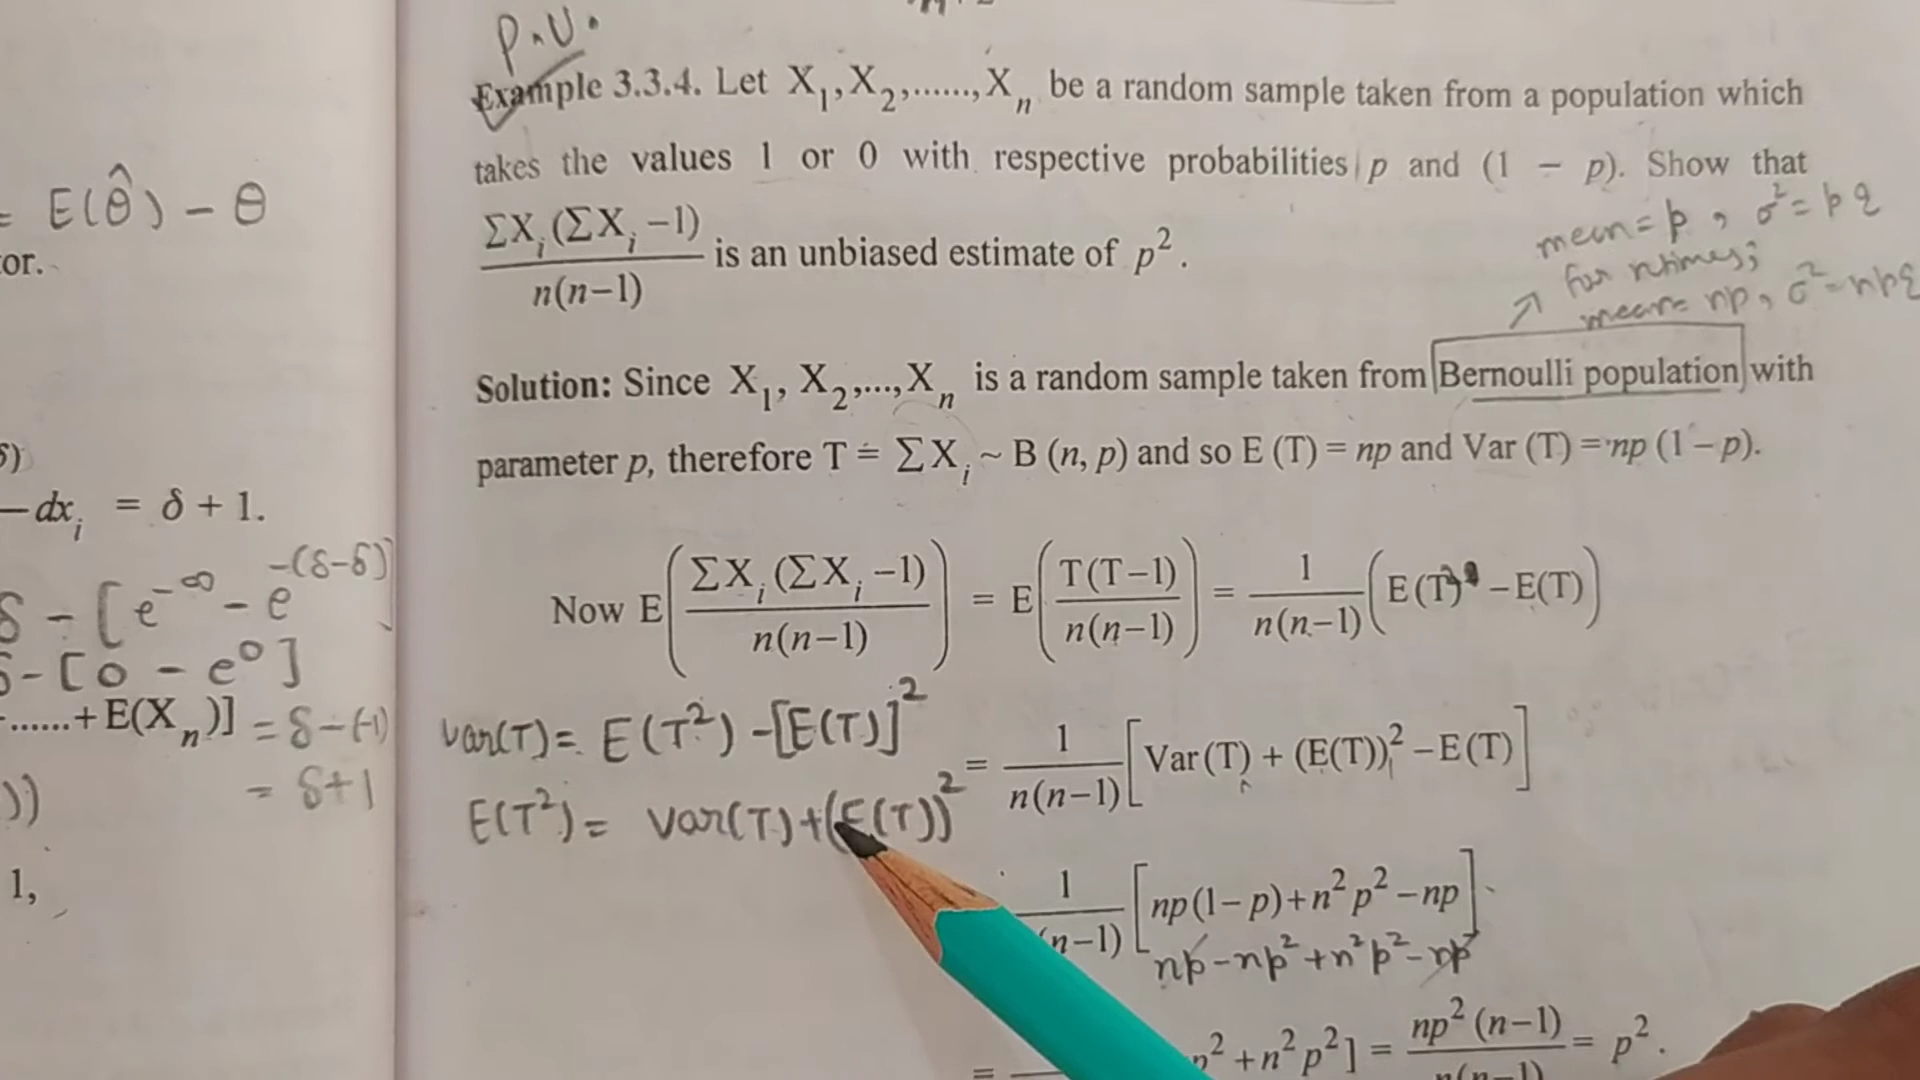 = E(θ̂) - θ
or.
5)
—dxᵢ = δ + 1.
δ - [e^-∞ - e^-(δ-δ)]
δ - [0 - e⁰]
......+E(Xₙ)] = δ-(-1)
))
= δ+1
1,
P.U.
Example 3.3.4. Let X₁,X₂,......,Xₙ be a random sample taken from a population which
takes the values 1 or 0 with respective probabilities p and (1 − p). Show that
ΣXᵢ(ΣXᵢ −1)
n(n−1)
is an unbiased estimate of p².
mean = p, σ² = pq
for n times;
mean = np, σ² = npq
Solution: Since X₁, X₂,...,Xₙ is a random sample taken from Bernoulli population with
parameter p, therefore T = ΣXᵢ ~ B (n, p) and so E (T) = np and Var (T) = np (1 − p).
Now E(ΣXᵢ(ΣXᵢ −1) / n(n−1)) = E(T(T−1) / n(n−1)) = 1 / n(n−1) (E(T)² − E(T))
Var(T) = E(T²) - [E(T)]²
= 1 / n(n−1) [Var(T) + (E(T))² − E(T)]
E(T²) = Var(T) + (E(T))²
1 / n−1) [np(1−p)+n²p² −np]
np - np² + n²p² - np
= ² + n²p²] = np² (n−1) / n(n−1) = p².